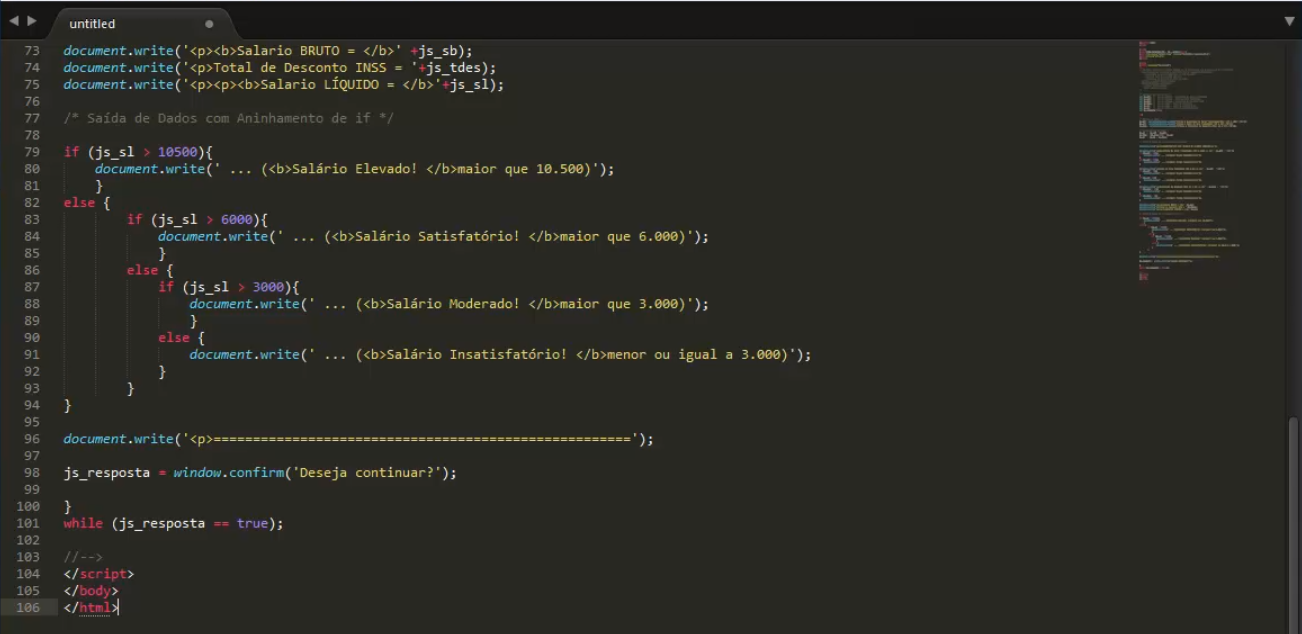 untitled
73 document.write('<p><b>Salario BRUTO = </b>' +js_sb);
74 document.write('<p>Total de Desconto INSS = '+js_tdes);
75 document.write('<p><p><b>Salario LÍQUIDO = </b>'+js_sl);
76
77 /* Saída de Dados com Aninhamento de if */
78
79 if (js_sl > 10500){
80 document.write(' ... (<b>Salário Elevado! </b>maior que 10.500)');
81 }
82 else {
83 if (js_sl > 6000){
84 document.write(' ... (<b>Salário Satisfatório! </b>maior que 6.000)');
85 }
86 else {
87 if (js_sl > 3000){
88 document.write(' ... (<b>Salário Moderado! </b>maior que 3.000)');
89 }
90 else {
91 document.write(' ... (<b>Salário Insatisfatório! </b>menor ou igual a 3.000)');
92 }
93 }
94 }
95
96 document.write('<p>=====================================================');
97
98 js_resposta = window.confirm('Deseja continuar?');
99
100 }
101 while (js_resposta == true);
102
103 //-->
104 </script>
105 </body>
106 </html>